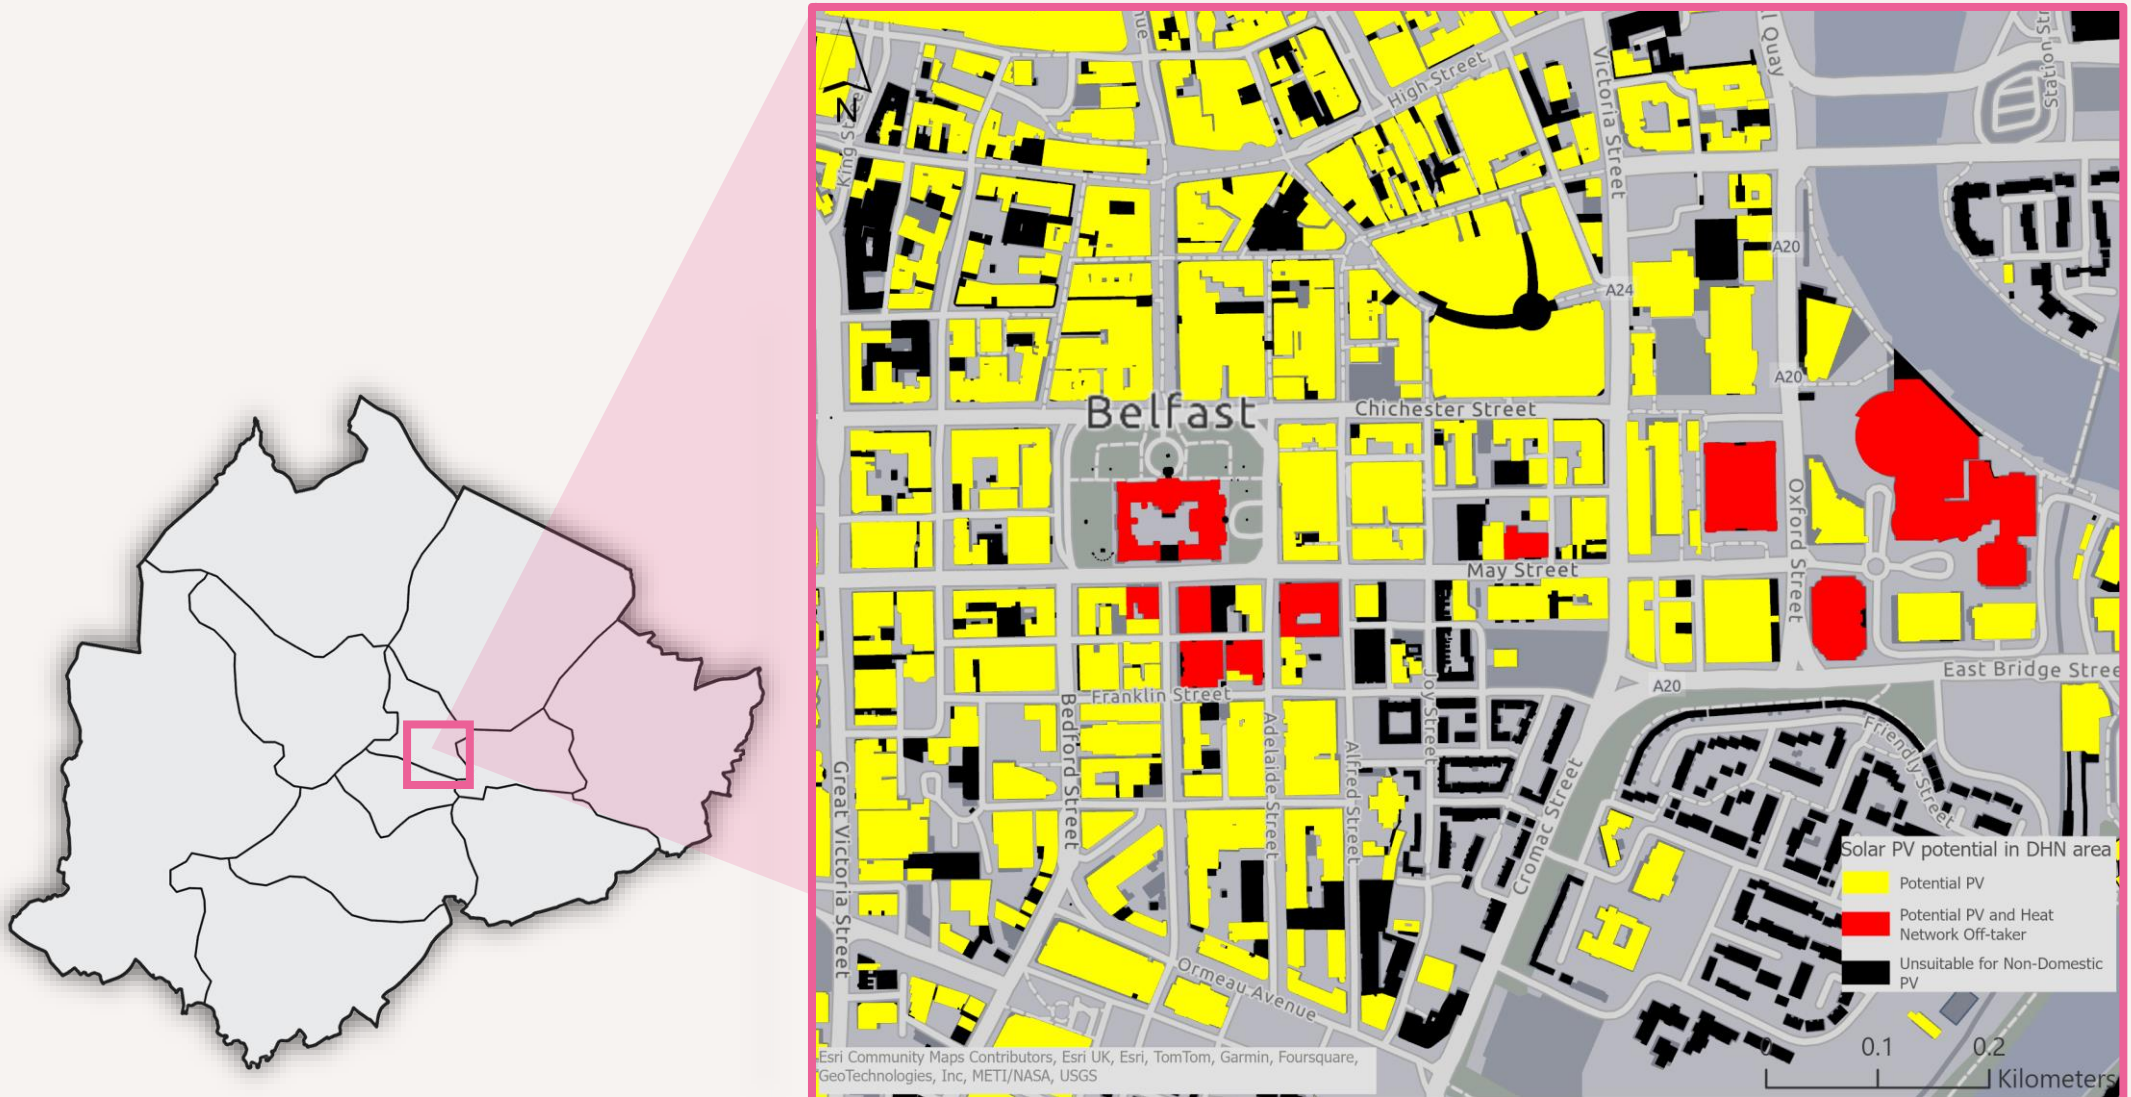 l Quay
Station St
High Street
Victoria Street
N
A20
A24
A20
Belfast
Chichester Street
Oxford Street
May Street
East Bridge Stree
A20
Franklin Street
Bedford Street
Adelaide Street
Alfred Street
Joy Street
Great Victoria Street
Cromac Street
Friendly Street
Ormeau Avenue
Solar PV potential in DHN area
Potential PV
Potential PV and Heat
Network Off-taker
Unsuitable for Non-Domestic
PV
Esri Community Maps Contributors, Esri UK, Esri, TomTom, Garmin, Foursquare,
GeoTechnologies, Inc, METI/NASA, USGS
0 0.1 0.2
Kilometers